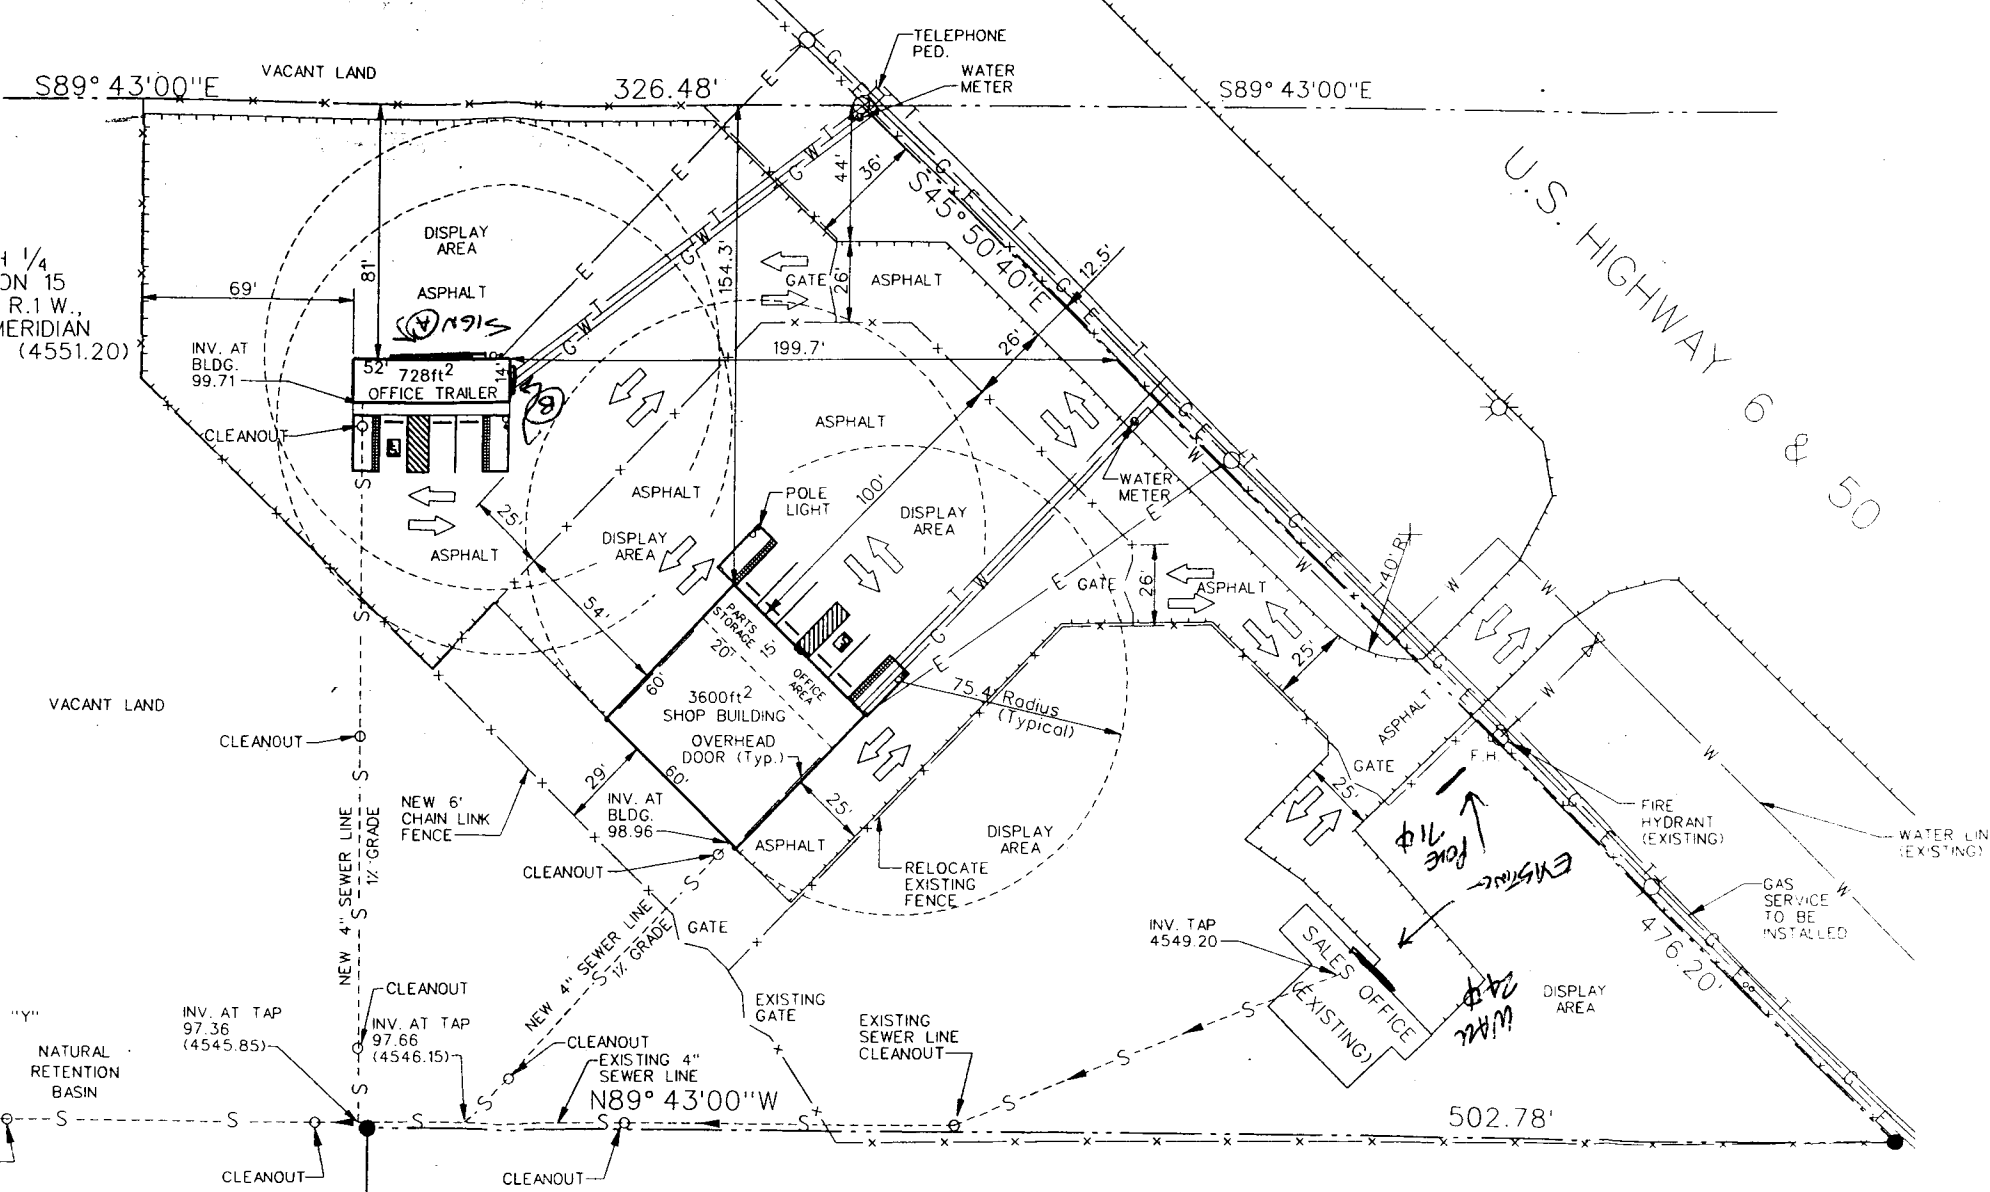 TELEPHONE
PED.
WATER
METER
VACANT LAND
S89° 43'00"E
326.48'
S89° 43'00"E
U.S. HIGHWAY 6 & 50
44'
36'
S45° 50'40"E
12.5'
DISPLAY
AREA
81'
154.3'
GATE
26'
ASPHALT
1/4
ON 15
R.1 W.,
MERIDIAN
(4551.20)
69'
ASPHALT
SIGN
A
INV. AT
BLDG.
99.71
52'
728ft²
14'
OFFICE TRAILER
199.7'
26'
B
CLEANOUT
ASPHALT
WATER
METER
ASPHALT
POLE
LIGHT
100'
DISPLAY
AREA
25'
ASPHALT
DISPLAY
AREA
GATE
26'
ASPHALT
40' R
54'
PARTS
STORAGE
20'
15'
OFFICE
AREA
60'
3600ft²
SHOP BUILDING
OVERHEAD
DOOR (Typ.)
60'
75.4' Radius
(Typical)
25'
ASPHALT
VACANT LAND
CLEANOUT
29'
GATE
25'
F.H.
NEW 6'
CHAIN LINK
FENCE
INV. AT
BLDG.
98.96
25'
ASPHALT
DISPLAY
AREA
FIRE
HYDRANT
(EXISTING)
WATER LIN
(EXISTING)
POLE
71
EXISTING
CLEANOUT
RELOCATE
EXISTING
FENCE
GAS
SERVICE
TO BE
INSTALLED
NEW 4" SEWER LINE
1% GRADE
NEW 4" SEWER LINE
1% GRADE
GATE
INV. TAP
4549.20
SALES OFFICE
(EXISTING)
476.20'
WALL
24
DISPLAY
AREA
CLEANOUT
EXISTING
GATE
"Y"
INV. AT TAP
97.36
(4545.85)
INV. AT TAP
97.66
(4546.15)
CLEANOUT
EXISTING 4"
SEWER LINE
EXISTING
SEWER LINE
CLEANOUT
NATURAL
RETENTION
BASIN
N89° 43'00"W
502.78'
CLEANOUT
CLEANOUT